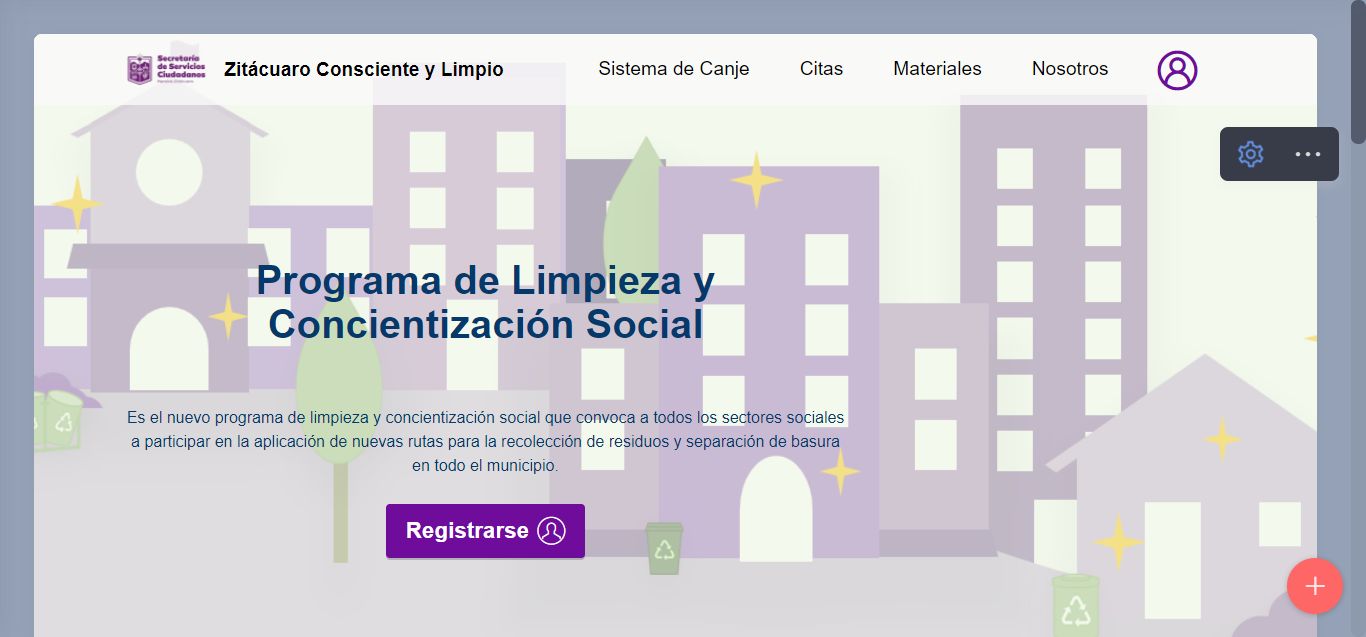 Secretaría
de Servicios
Ciudadanos
Zitácuaro Consciente y Limpio
Sistema de Canje
Citas
Materiales
Nosotros
Programa de Limpieza y
Concientización Social
Es el nuevo programa de limpieza y concientización social que convoca a todos los sectores sociales
a participar en la aplicación de nuevas rutas para la recolección de residuos y separación de basura
en todo el municipio.
Registrarse